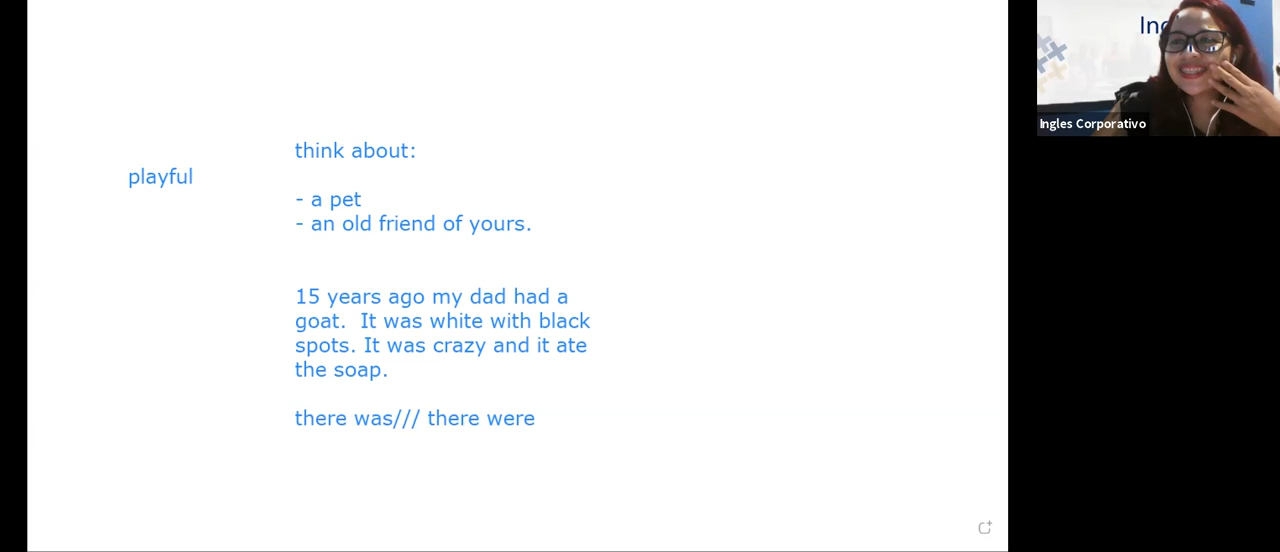 think about:
playful
- a pet
- an old friend of yours.
15 years ago my dad had a
goat.  It was white with black
spots. It was crazy and it ate
the soap.
there was/// there were
Ingles Corporativo